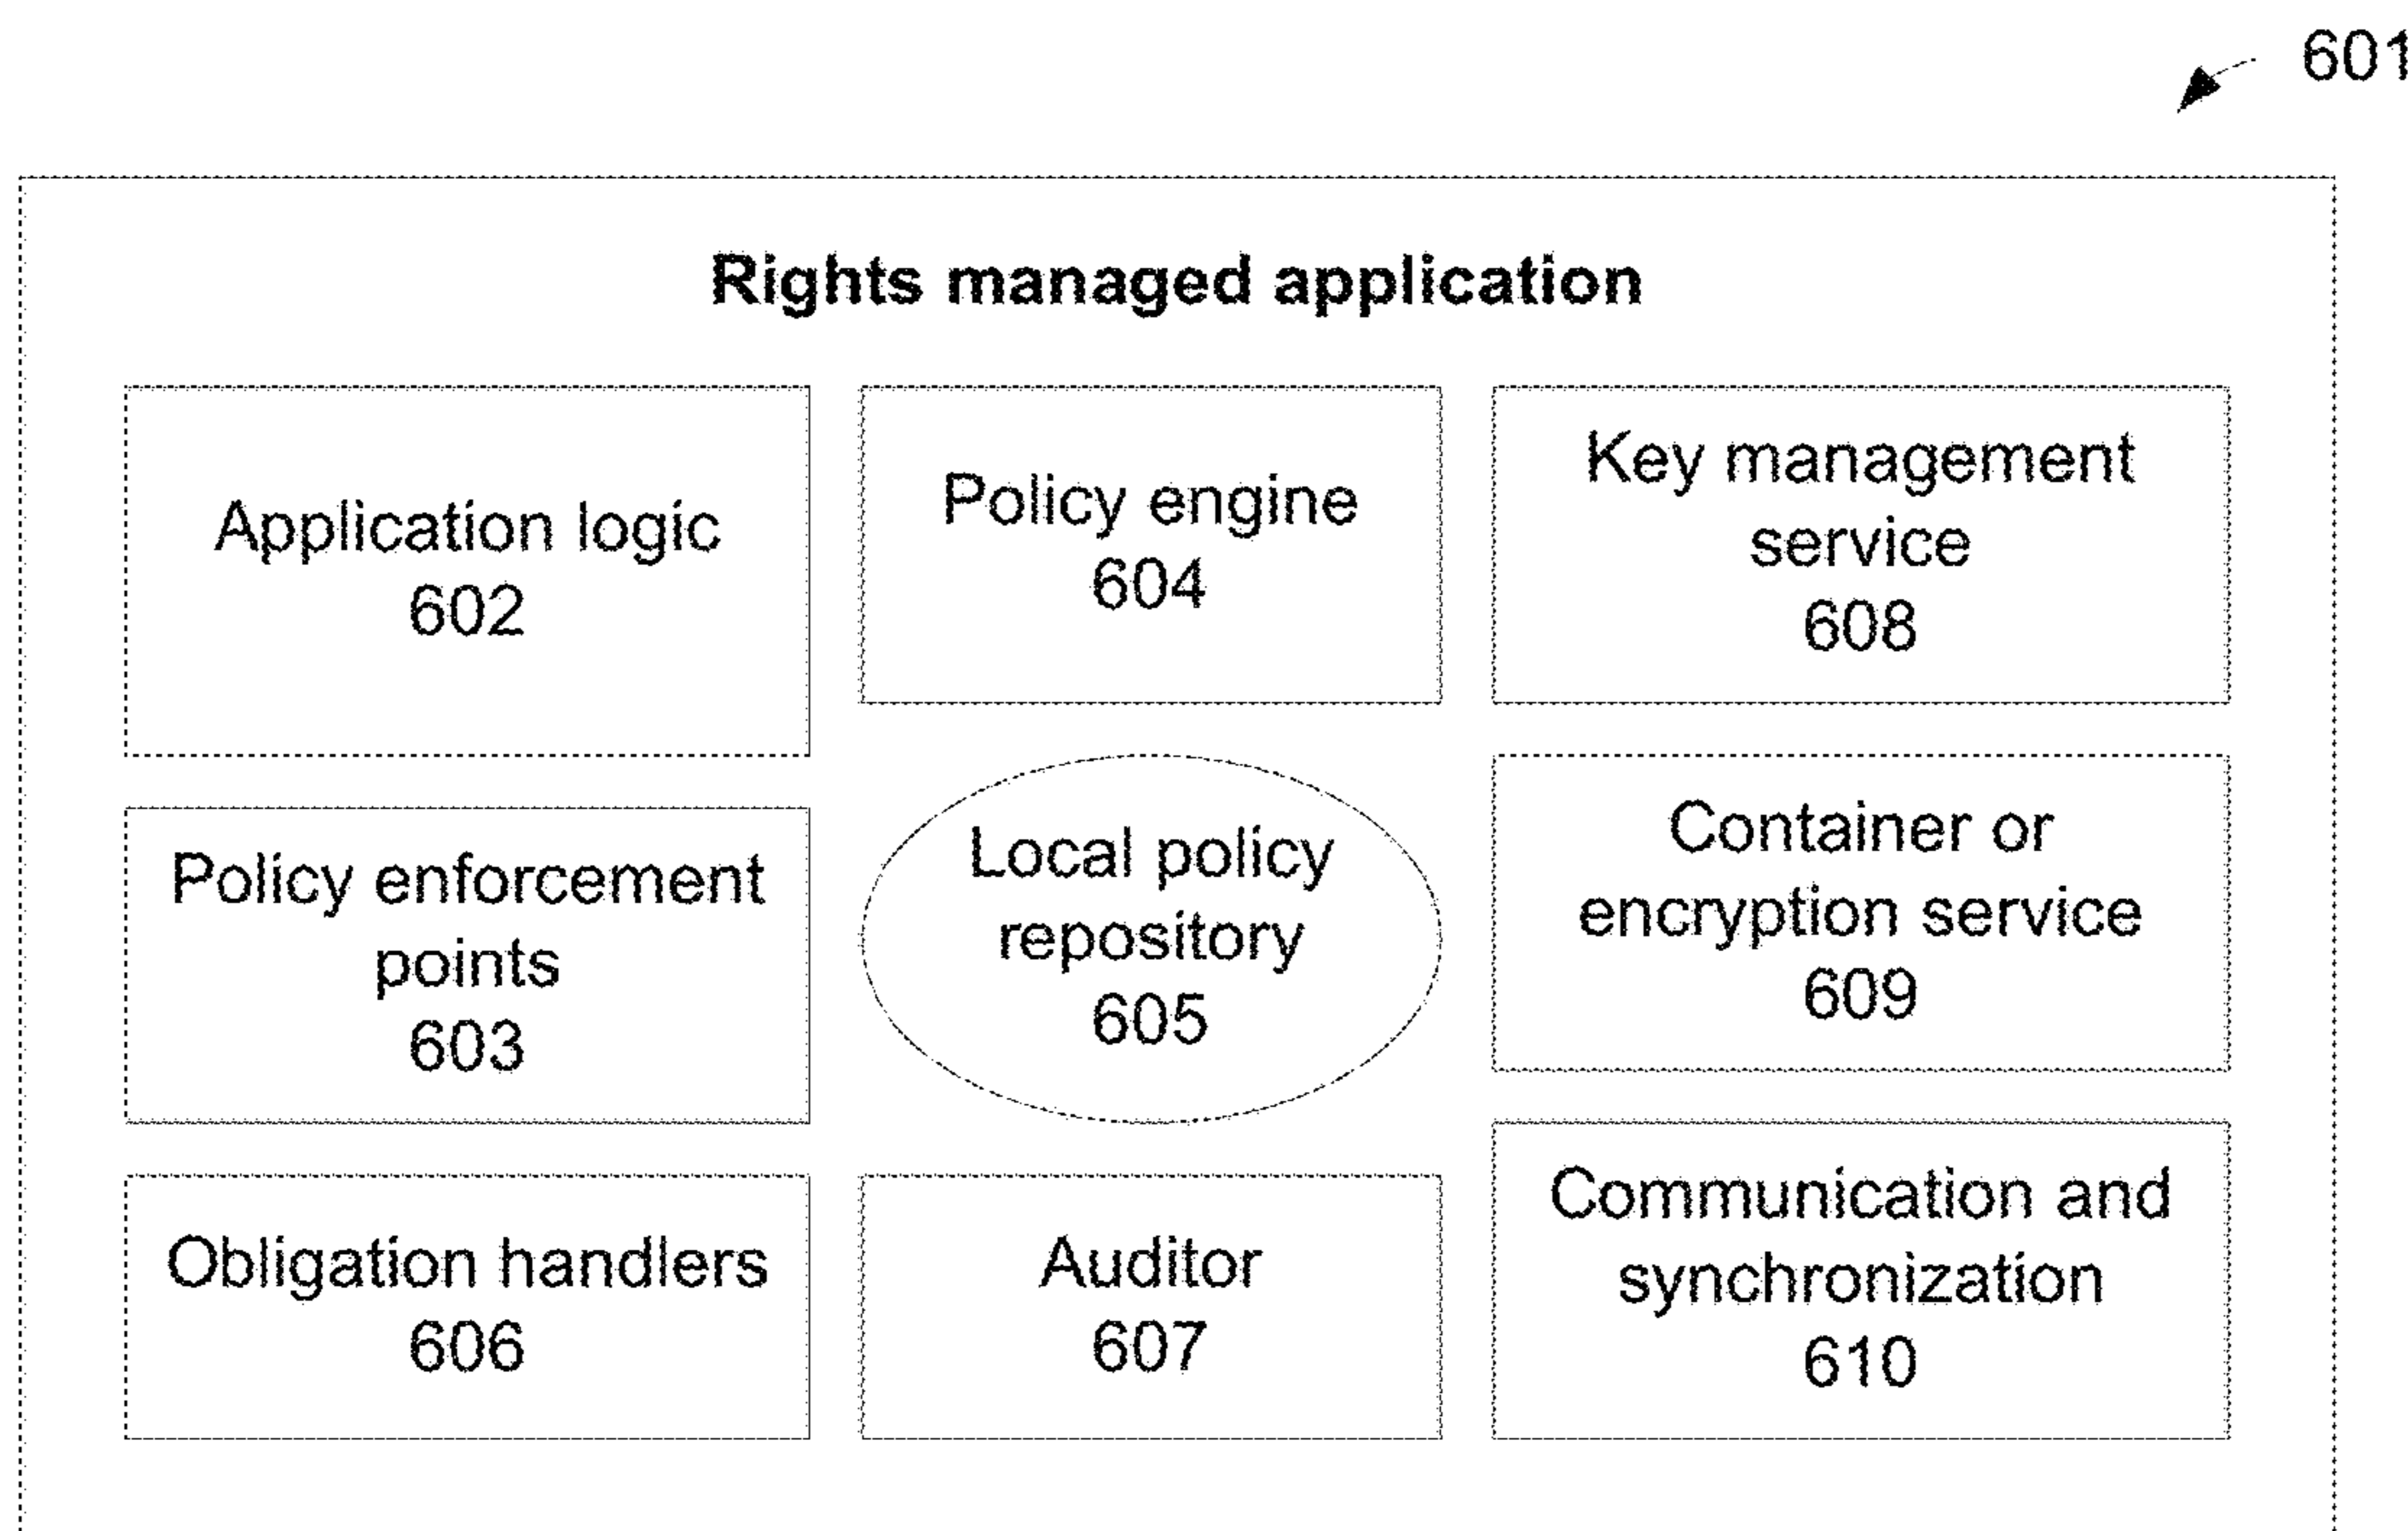 601
Rights managed application
Application logic
602
Policy engine
604
Key management
service
608
Policy enforcement
points
603
Local policy
repository
605
Container or
encryption service
609
Obligation handlers
606
Auditor
607
Communication and
synchronization
610